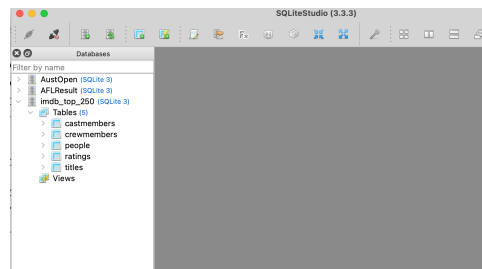 SQLiteStudio (3.3.3)
Databases
Filter by name
AustOpen (SQLite 3)
AFLResult (SQLite 3)
imdb_top_250 (SQLite 3)
Tables (5)
castmembers
crewmembers
people
ratings
titles
Views